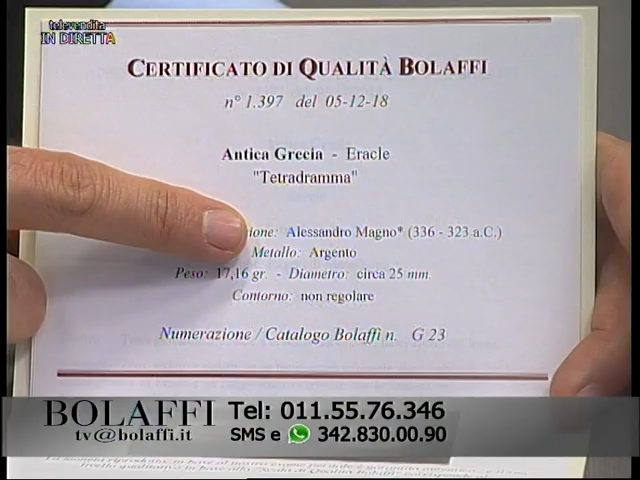 televendita
IN DIRETTA
CERTIFICATO DI QUALITÀ BOLAFFI
n° 1.397 del 05-12-18
Antica Grecia - Eracle
"Tetradramma"
ione: Alessandro Magno* (336 - 323 a.C.)
Metallo: Argento
Peso: 17,16 gr. - Diametro: circa 25 mm.
Contorno: non regolare
Numerazione / Catalogo Bolaffi n. G 23
BOLAFFI
tv@bolaffi.it
Tel: 011.55.76.346
SMS e 342.830.00.90